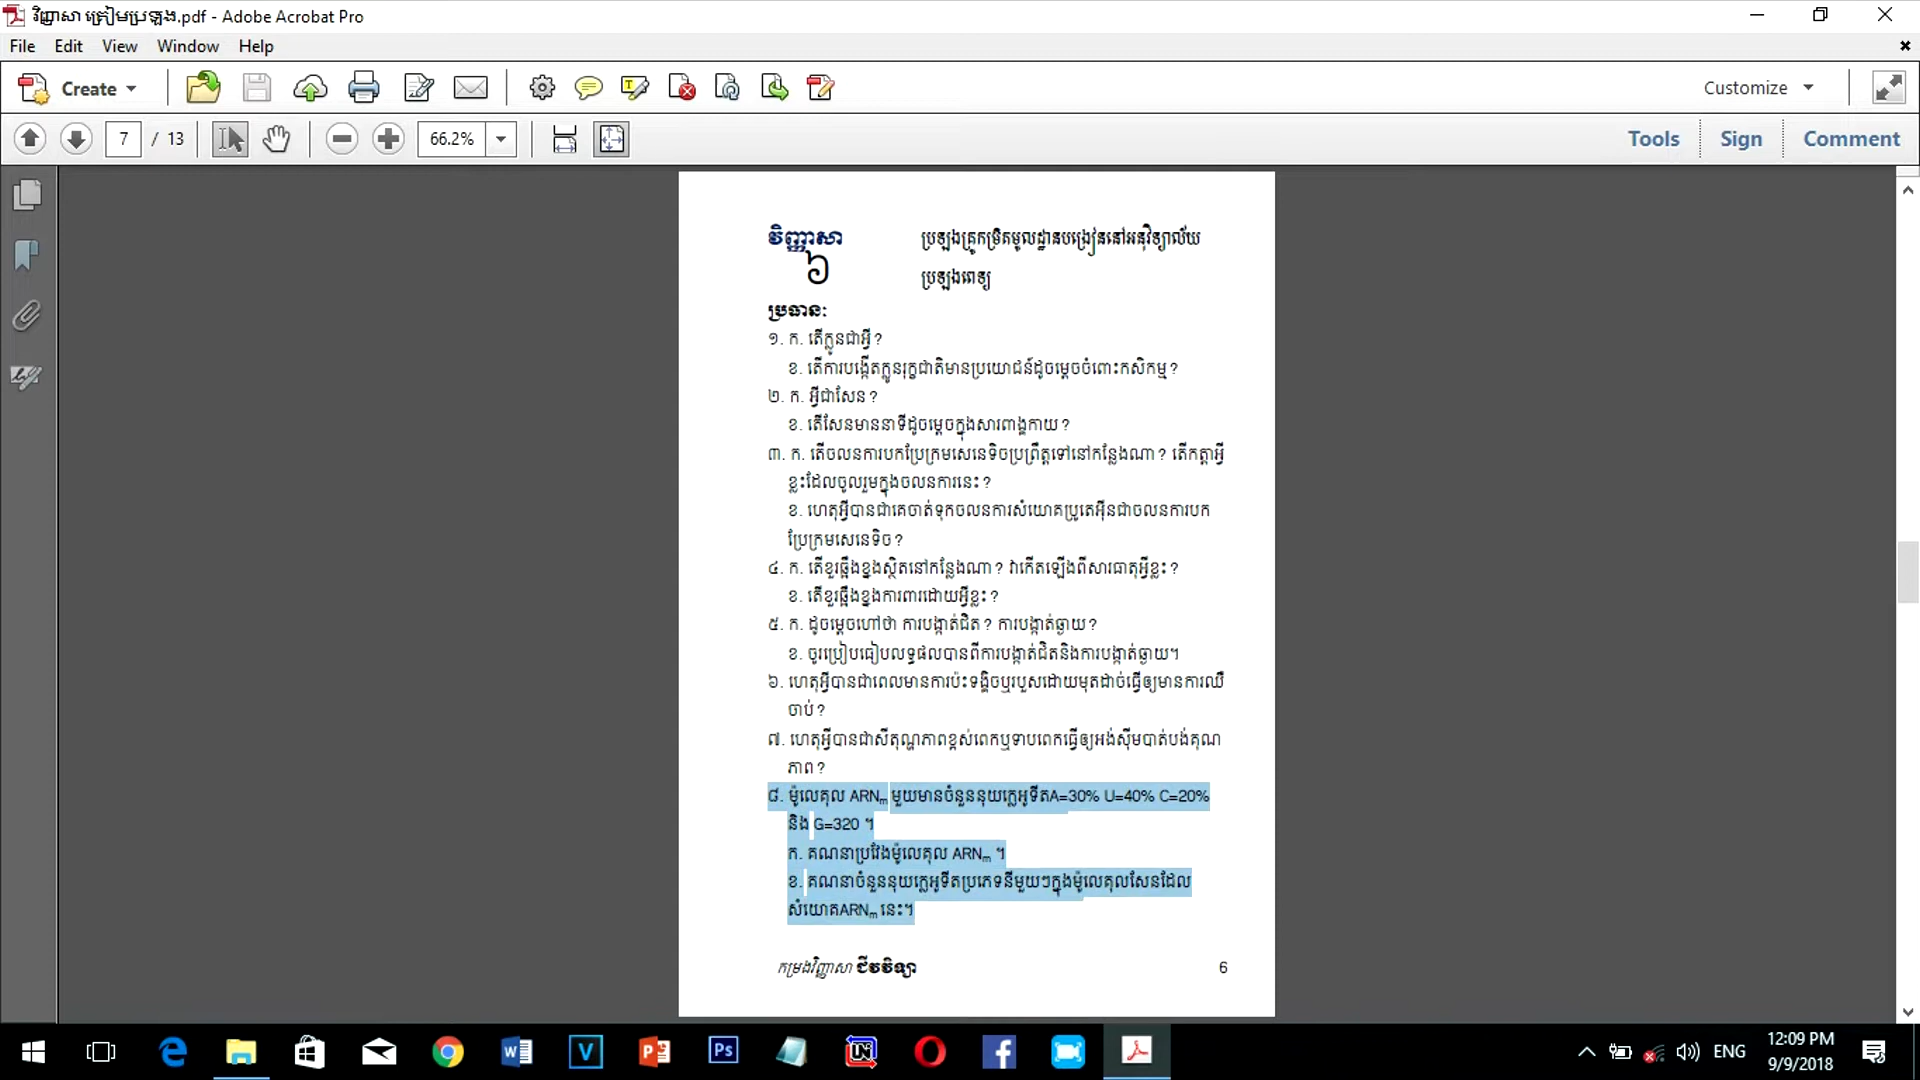 វិញ្ញាសា ត្រៀមប្រឡង.pdf - Adobe Acrobat Pro
File Edit View Window Help
Create Customize
7 / 13 66.2% Tools Sign Comment
វិញ្ញាសា ប្រឡងគ្រូកម្រិតមូលដ្ឋានបង្រៀននៅអនុវិទ្យាល័យ
៦ ប្រឡងពេទ្យ
ប្រធាន:
១. ក. តើក្លូនជាអ្វី?
ខ. តើការបង្កើតក្លូនរុក្ខជាតិមានប្រយោជន៍ដូចម្តេចចំពោះកសិកម្ម?
២. ក. អ្វីជាសែន?
ខ. តើសែនមាននាទីដូចម្តេចក្នុងសារពាង្គកាយ?
៣. ក. តើចលនការបកប្រែក្រមសេនេទិចប្រព្រឹត្តទៅនៅកន្លែងណា? តើកត្តាអ្វី
ខ្លះដែលចូលរួមក្នុងចលនការនេះ?
ខ. ហេតុអ្វីបានជាគេចាត់ទុកចលនការសំយោគប្រូតេអ៊ីនជាចលនការបក
ប្រែក្រមសេនេទិច?
៤. ក. តើខួរឆ្អឹងខ្នងស្ថិតនៅកន្លែងណា? វាកើតឡើងពីសារធាតុអ្វីខ្លះ?
ខ. តើខួរឆ្អឹងខ្នងការពារដោយអ្វីខ្លះ?
៥. ក. ដូចម្តេចហៅថា ការបង្កាត់ជិត? ការបង្កាត់ឆ្ងាយ?
ខ. ចូរប្រៀបធៀបលទ្ធផលបានពីការបង្កាត់ជិតនិងការបង្កាត់ឆ្ងាយ។
៦. ហេតុអ្វីបានជាពេលមានការប៉ះទង្គិចឬរបួសដោយមុតដាច់ធ្វើឲ្យមានការឈឺ
ចាប់?
៧. ហេតុអ្វីបានជាសីតុណ្ហភាពខ្ពស់ពេកឬទាបពេកធ្វើឲ្យអង់ស៊ីមបាត់បង់គុណ
ភាព?
៨. ម៉ូលេគុល ARNm មួយមានចំនួននុយក្លេអូទីតA=30% U=40% C=20%
និង G=320 ។
ក. គណនាប្រវែងម៉ូលេគុល ARNm ។
ខ. គណនាចំនួននុយក្លេអូទីតប្រភេទនីមួយៗក្នុងម៉ូលេគុលសែនដែល
សំយោគARNm នេះ។
កម្រងវិញ្ញាសា ជីវវិទ្យា 6
ENG 12:09 PM
9/9/2018